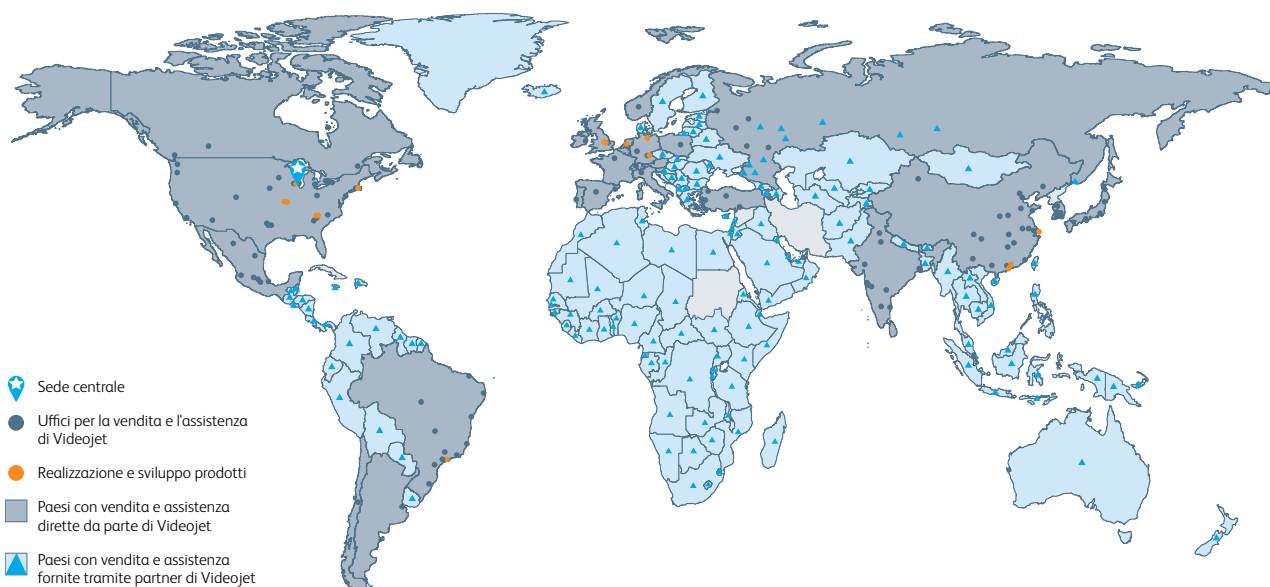 Sede centrale
Uffici per la vendita e l'assistenza
di Videojet
Realizzazione e sviluppo prodotti
Paesi con vendita e assistenza
dirette da parte di Videojet
Paesi con vendita e assistenza
fornite tramite partner di Videojet